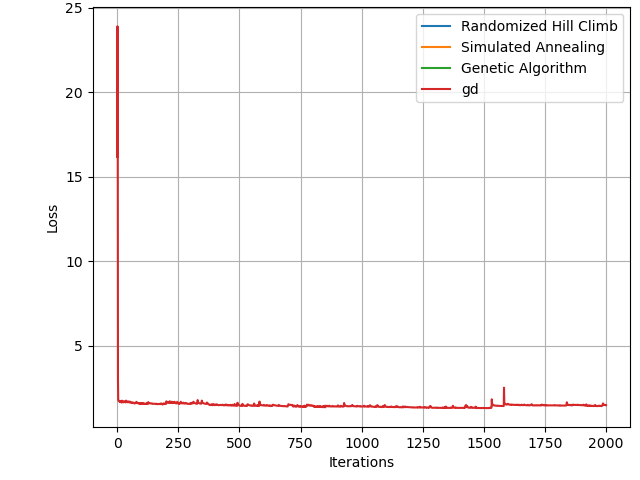 25
20
15
10
5
Loss
0 250 500 750 1000 1250 1500 1750 2000
Iterations
Randomized Hill Climb
Simulated Annealing
Genetic Algorithm
gd